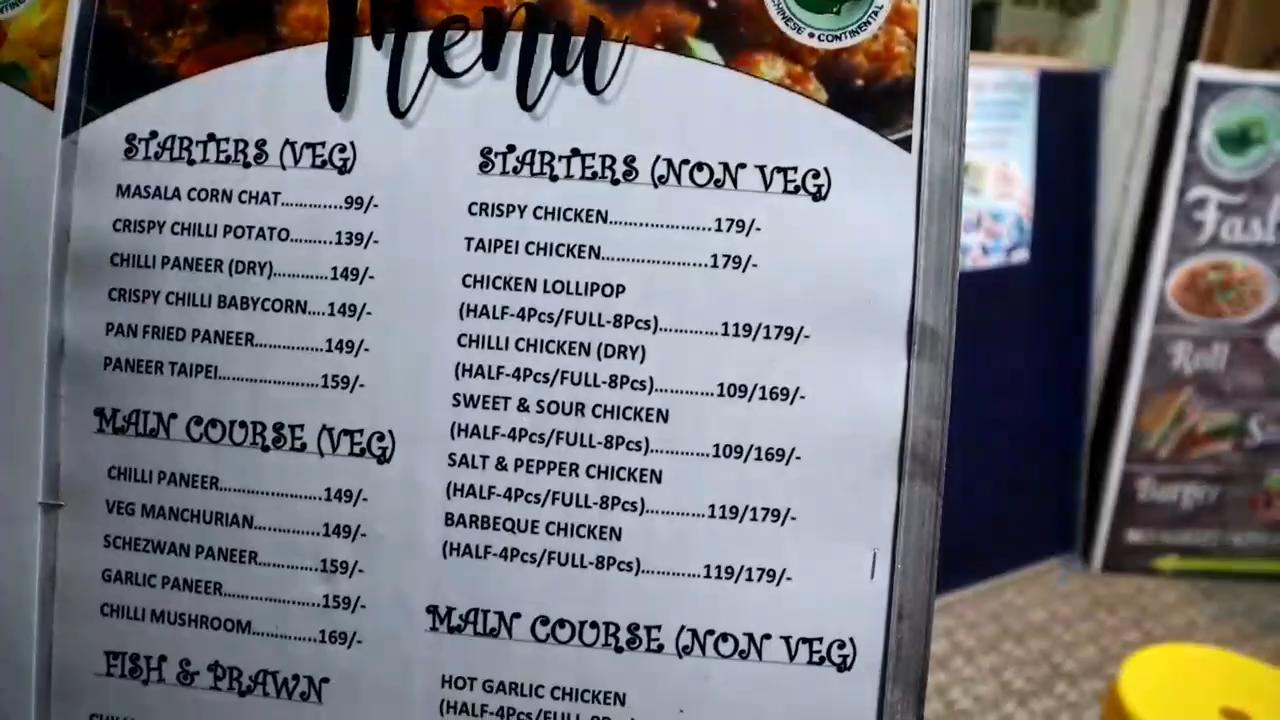 Menu
CHINESE • CONTINENTAL
STARTERS (VEG)
MASALA CORN CHAT.............99/-
CRISPY CHILLI POTATO........139/-
CHILLI PANEER (DRY)..........149/-
CRISPY CHILLI BABYCORN....149/-
PAN FRIED PANEER.............149/-
PANEER TAIPEI...................159/-
MAIN COURSE (VEG)
CHILLI PANEER...................149/-
VEG MANCHURIAN.............149/-
SCHEZWAN PANEER............159/-
GARLIC PANEER..................159/-
CHILLI MUSHROOM............169/-
FISH & PRAWN
STARTERS (NON VEG)
CRISPY CHICKEN...................179/-
TAIPEI CHICKEN....................179/-
CHICKEN LOLLIPOP
(HALF-4Pcs/FULL-8Pcs)...........119/179/-
CHILLI CHICKEN (DRY)
(HALF-4Pcs/FULL-8Pcs)...........109/169/-
SWEET & SOUR CHICKEN
(HALF-4Pcs/FULL-8Pcs)...........109/169/-
SALT & PEPPER CHICKEN
(HALF-4Pcs/FULL-8Pcs)...........119/179/-
BARBEQUE CHICKEN
(HALF-4Pcs/FULL-8Pcs)...........119/179/-
MAIN COURSE (NON VEG)
HOT GARLIC CHICKEN
Roll
Burger